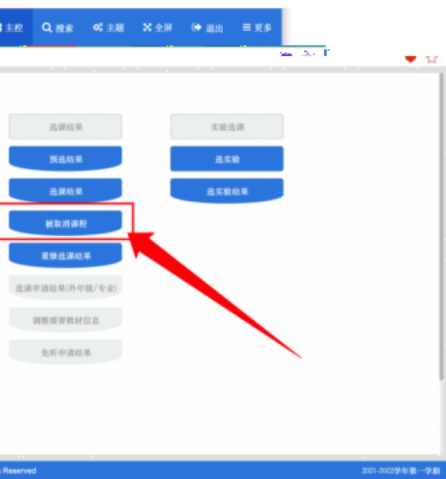 主控 搜索 主题 全屏 退出 更多
选课结果 实验选课
预选结果 选实验
选课结果 选实验结果
被取消课程
重修选课结果
选课申请结果(外年级/专业)
调整需要教材信息
免听申请结果
Reserved 2021-2022学年第一学期